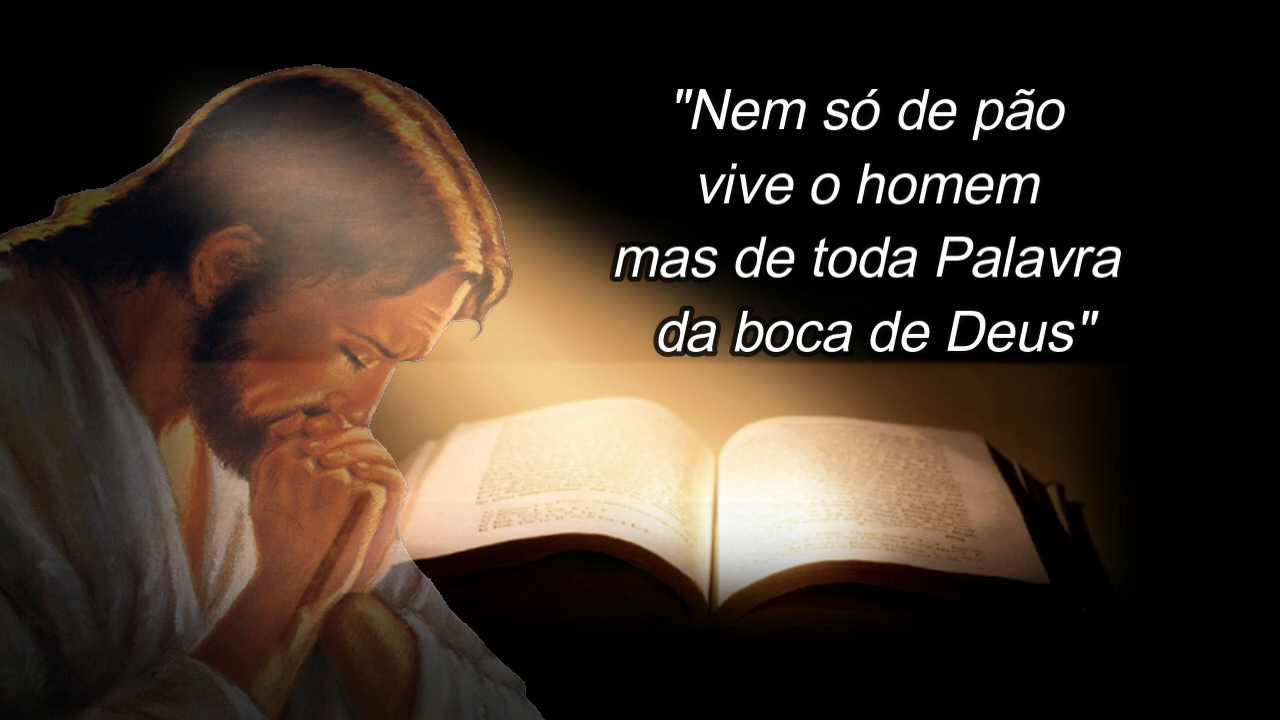 "Nem só de pão
vive o homem
mas de toda Palavra
da boca de Deus"